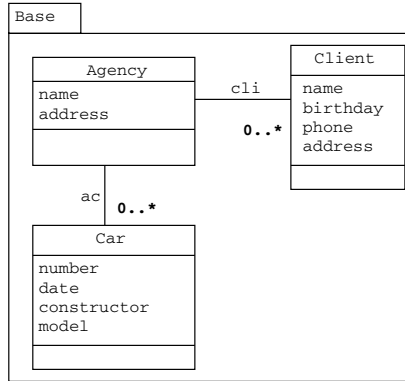 Base
Agency
name
address
cli
0..*
Client
name
birthday
phone
address
ac
0..*
Car
number
date
constructor
model